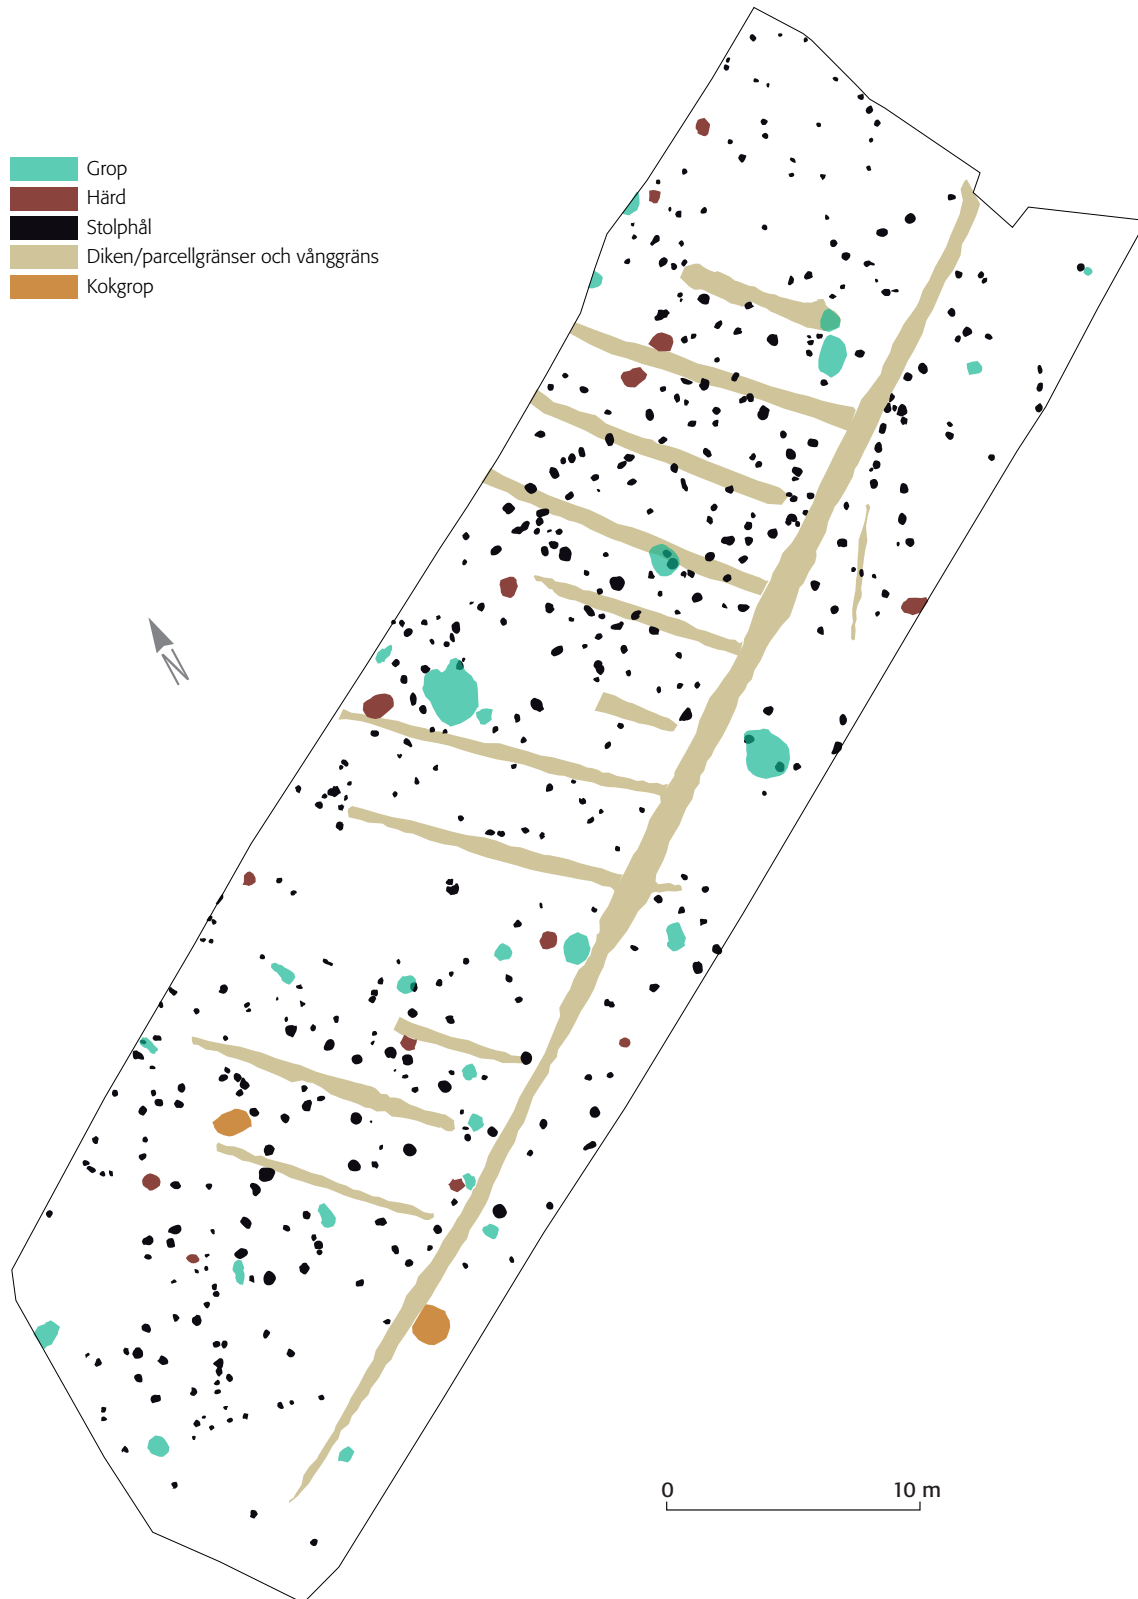 Grop
Härd
Stolphål
Diken/parcellgränser och vånggräns
Kokgrop
N
0 10 m